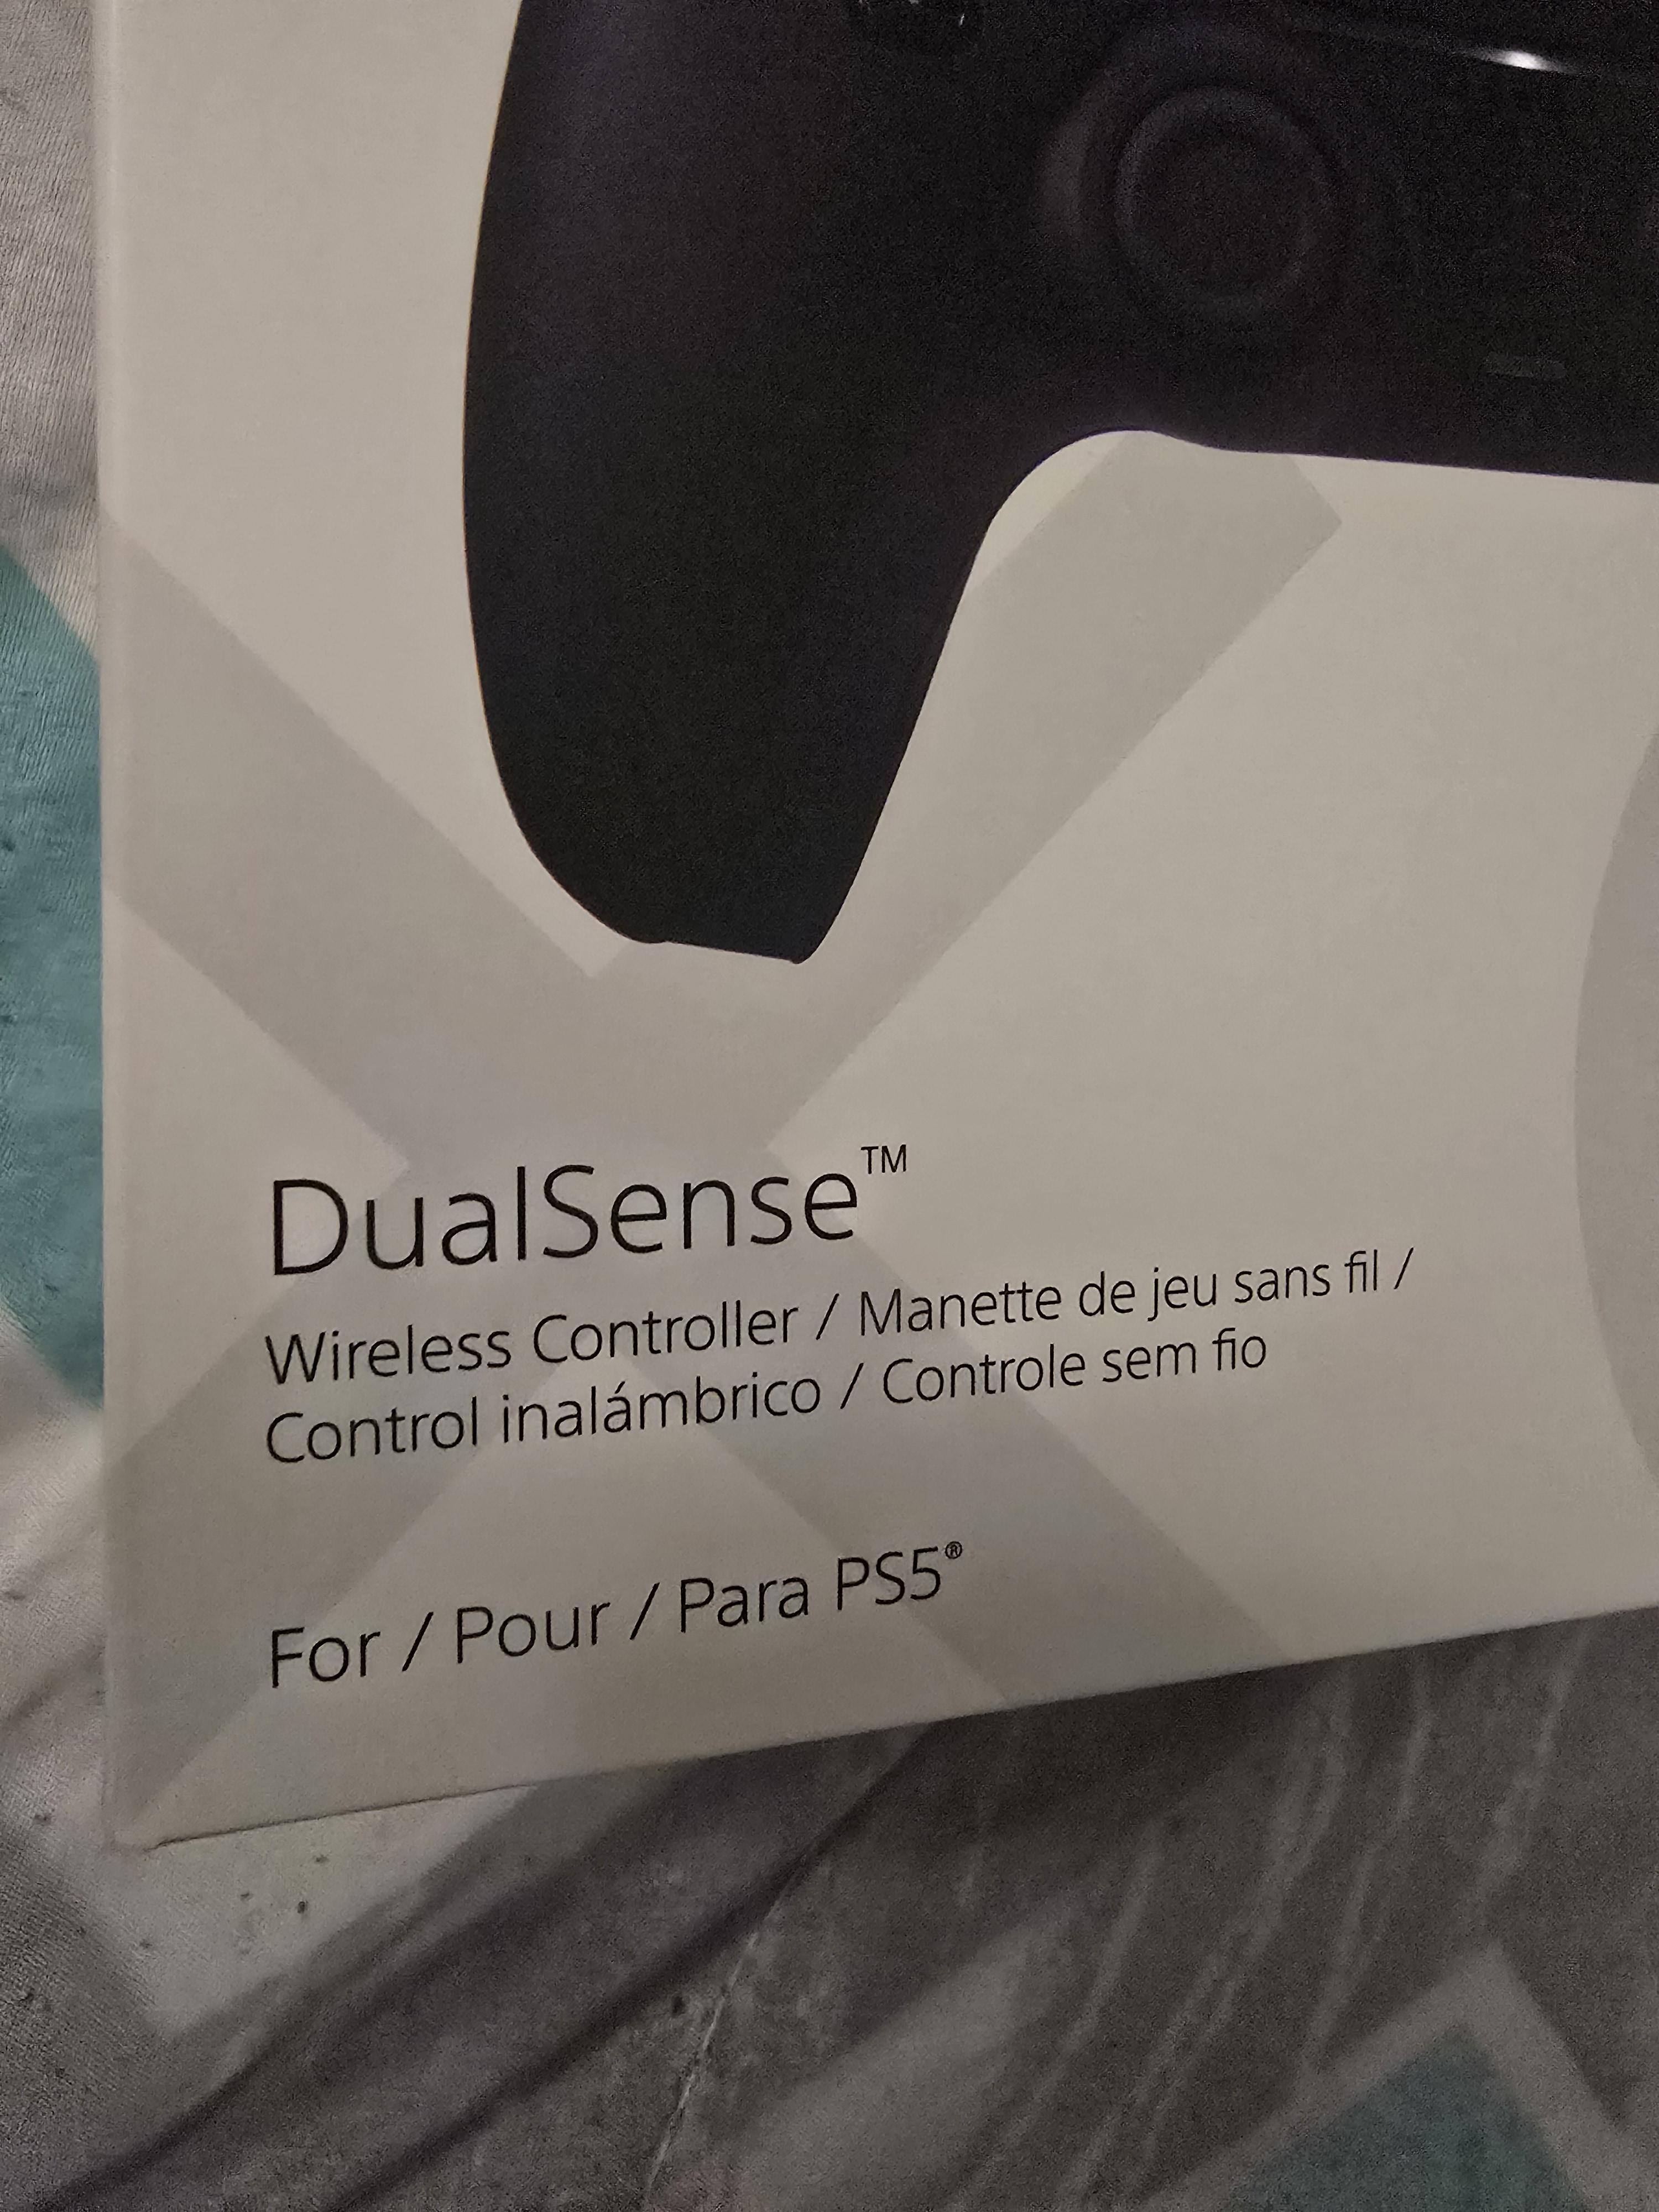 DualSense™
Wireless Controller / Manette de jeu sans fil /
Control inalámbrico / Controle sem fio
For / Pour / Para PS5®